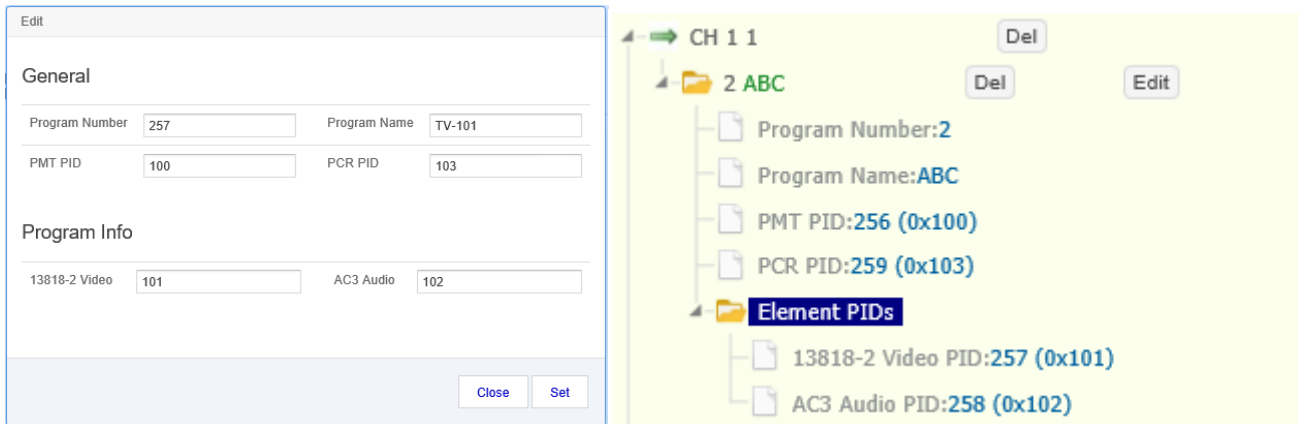 Edit
General
Program Number 257 Program Name TV-101
PMT PID 100 PCR PID 103
Program Info
13818-2 Video 101 AC3 Audio 102
Close Set
CH 1 1 Del
2 ABC Del Edit
Program Number:2
Program Name:ABC
PMT PID:256 (0x100)
PCR PID:259 (0x103)
Element PIDs
13818-2 Video PID:257 (0x101)
AC3 Audio PID:258 (0x102)